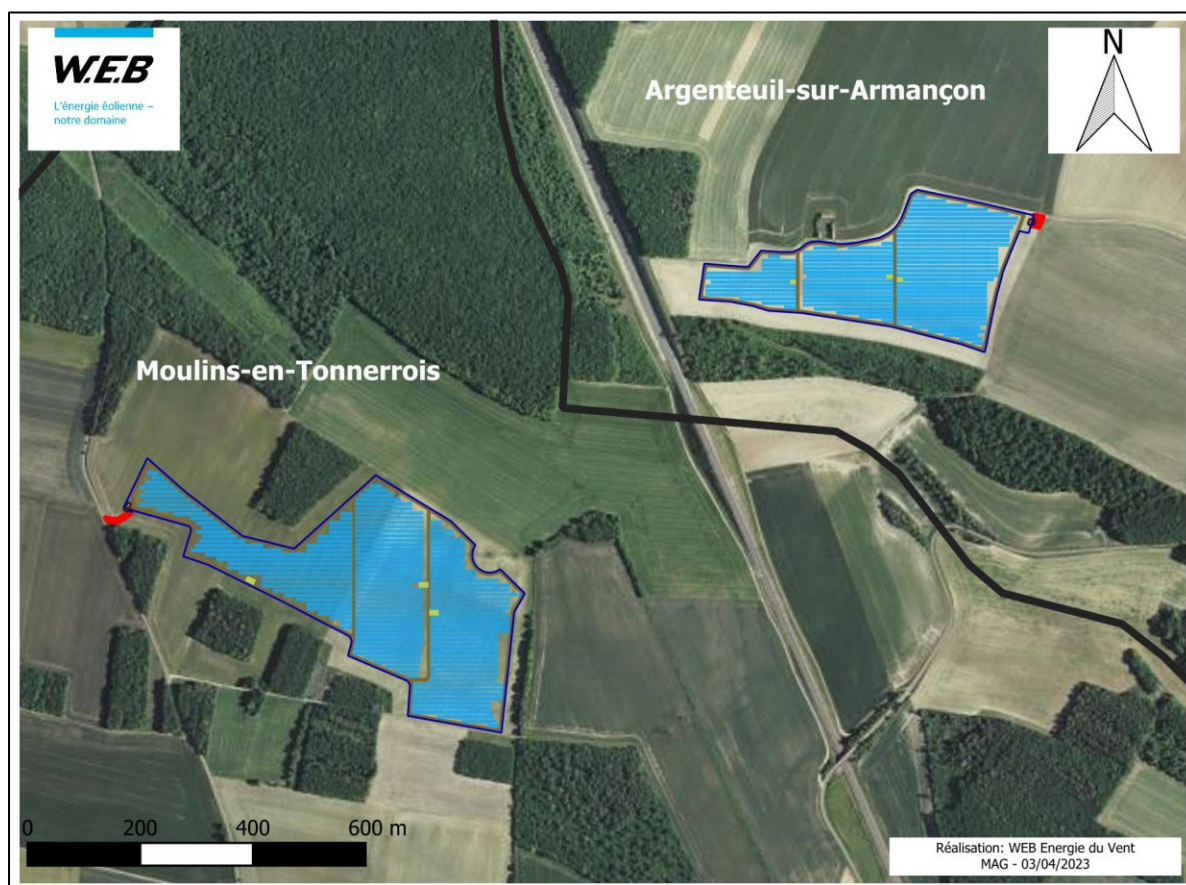 W.E.B
L'énergie éolienne –
notre domaine
Argenteuil-sur-Armançon
N
Moulins-en-Tonnerrois
0 200 400 600 m
Réalisation: WEB Energie du Vent
MAG - 03/04/2023